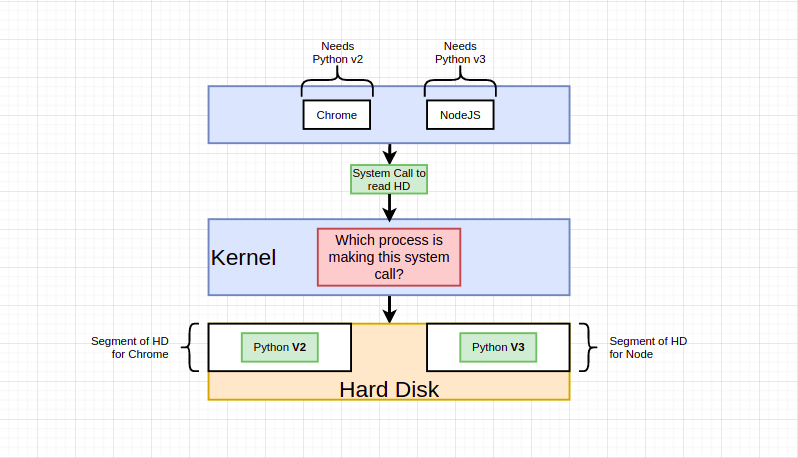 Needs
Python v2
Needs
Python v3
Chrome
NodeJS
System Call to
read HD
Kernel
Which process is
making this system
call?
Segment of HD
for Chrome
Python V2
Python V3
Segment of HD
for Node
Hard Disk